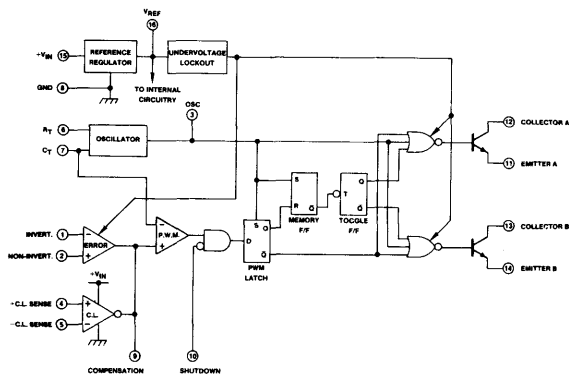 VREF
16
+VIN 15
REFERENCE
REGULATOR
UNDERVOLTAGE
LOCKOUT
GND 8
TO INTERNAL
CIRCUITRY
OSC
3
12 COLLECTOR A
RT 6
CT 7
OSCILLATOR
11 EMITTER A
S
R
Q̄
MEMORY
F/F
T
Q
Q̄
TOGGLE
F/F
INVERT. 1
NON-INVERT. 2
−
+
ERROR
−
+
P.W.M.
S
D
Q
Q̄
PWM
LATCH
13 COLLECTOR B
14 EMITTER B
+VIN
+C.L. SENSE 4
−C.L. SENSE 5
+
−
C.L.
9
COMPENSATION
10
SHUTDOWN